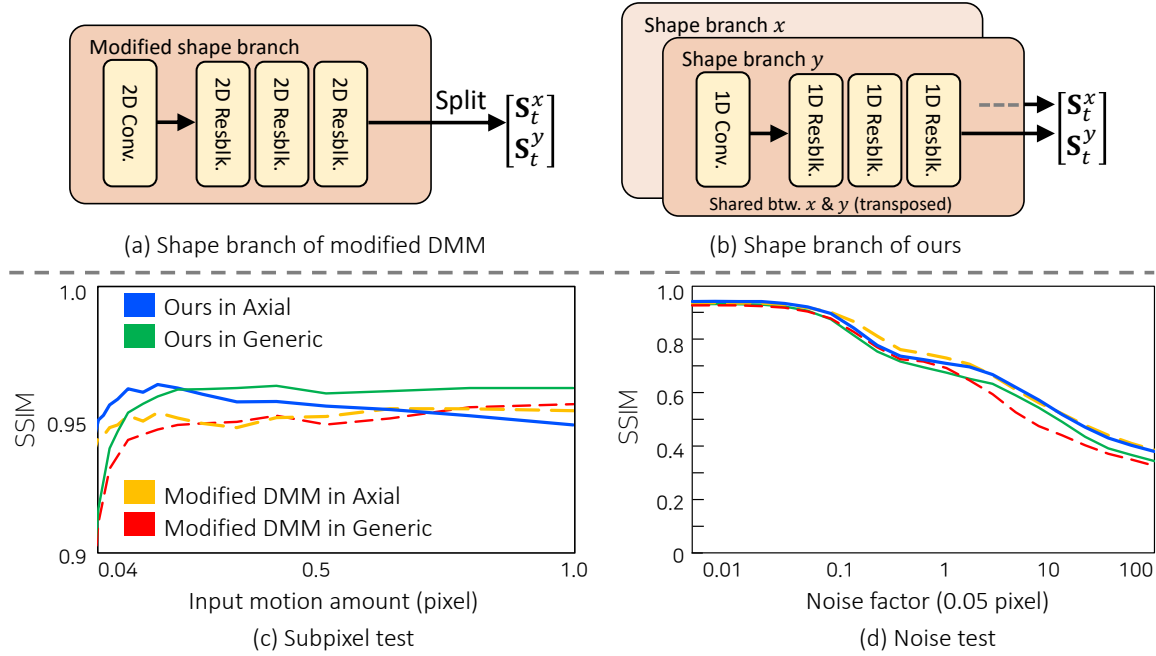 Modified shape branch
2D Conv.
2D Resblk.
2D Resblk.
2D Resblk.
Split
S_t^x
S_t^y
(a) Shape branch of modified DMM
Shape branch x
Shape branch y
1D Conv.
1D Resblk.
1D Resblk.
1D Resblk.
Shared btw. x & y (transposed)
S_t^x
S_t^y
(b) Shape branch of ours
1.0
0.95
0.9
SSIM
Ours in Axial
Ours in Generic
Modified DMM in Axial
Modified DMM in Generic
0.04
0.5
1.0
Input motion amount (pixel)
(c) Subpixel test
1.0
0.8
0.6
0.4
0.2
0
SSIM
0.01
0.1
1
10
100
Noise factor (0.05 pixel)
(d) Noise test